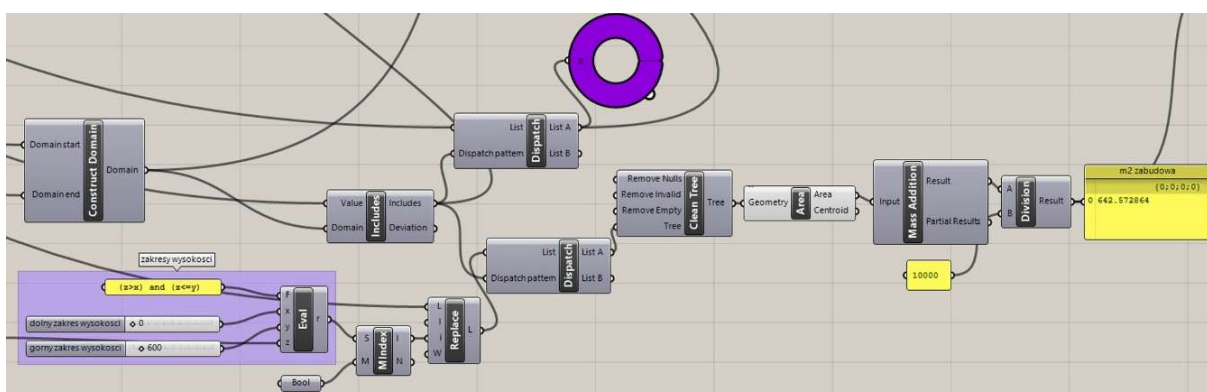 0
List
List A
Dispatch pattern
Dispatch
List B
Domain start
Construct Domain
Domain
Domain end
Value
Includes
Includes
Domain
Deviation
Remove Nulls
Remove Invalid
Remove Empty
Tree
Clean Tree
Tree
Geometry
Area
Area
Centroid
Input
Mass Addition
Result
Partial Results
A
B
Division
Result
m2 zabudowa
{0;0;0;0}
0 642.572864
List
List A
Dispatch pattern
Dispatch
List B
10000
zakresy wysokosci
(z>x) and (z<=y)
dolny zakres wysokosci
0
gorny zakres wysokosci
600
F
x
y
z
Eval
r
S
M
MIndex
I
N
L
I
i
W
Replace
L
Bool